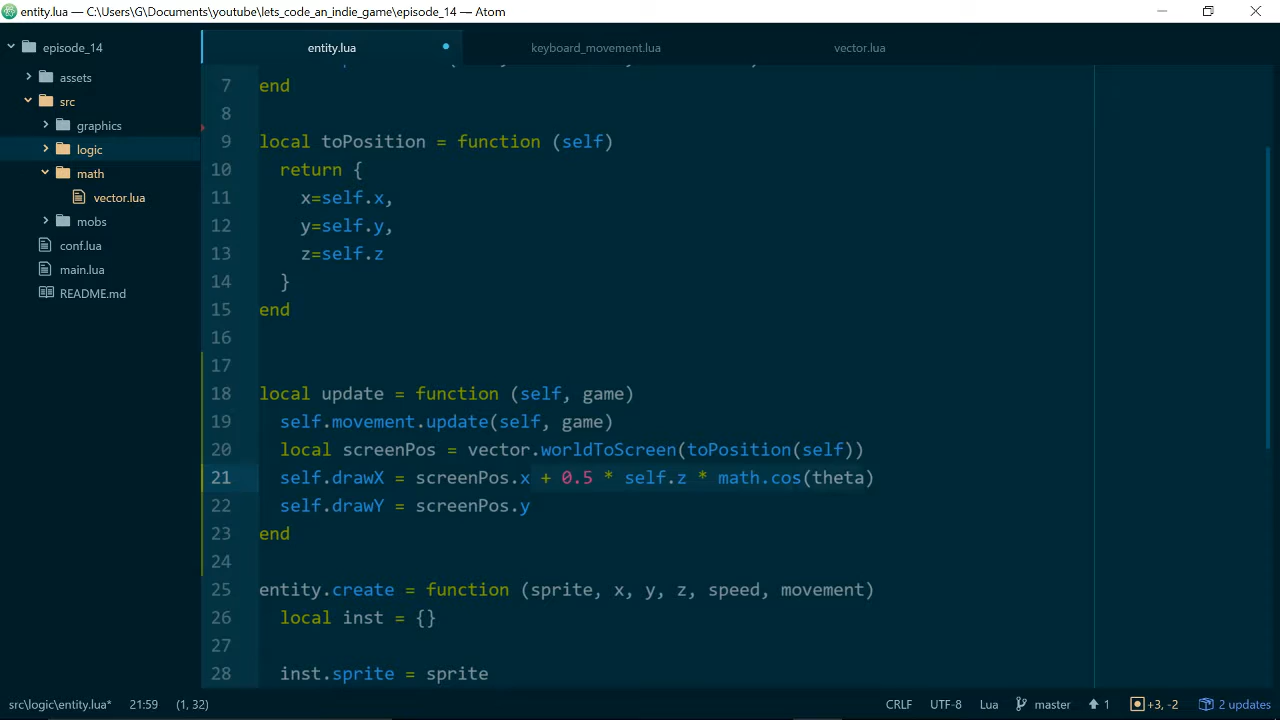 entity.lua — C:\Users\G\Documents\youtube\lets_code_an_indie_game\episode_14 — Atom
episode_14
assets
src
graphics
logic
math
vector.lua
mobs
conf.lua
main.lua
README.md
entity.lua
keyboard_movement.lua
vector.lua
7 end
8
9 local toPosition = function (self)
10 return {
11 x=self.x,
12 y=self.y,
13 z=self.z
14 }
15 end
16
17
18 local update = function (self, game)
19 self.movement.update(self, game)
20 local screenPos = vector.worldToScreen(toPosition(self))
21 self.drawX = screenPos.x + 0.5 * self.z * math.cos(theta)
22 self.drawY = screenPos.y
23 end
24
25 entity.create = function (sprite, x, y, z, speed, movement)
26 local inst = {}
27
28 inst.sprite = sprite
src\logic\entity.lua* 21:59 (1, 32) CRLF UTF-8 Lua master 1 +3, -2 2 updates